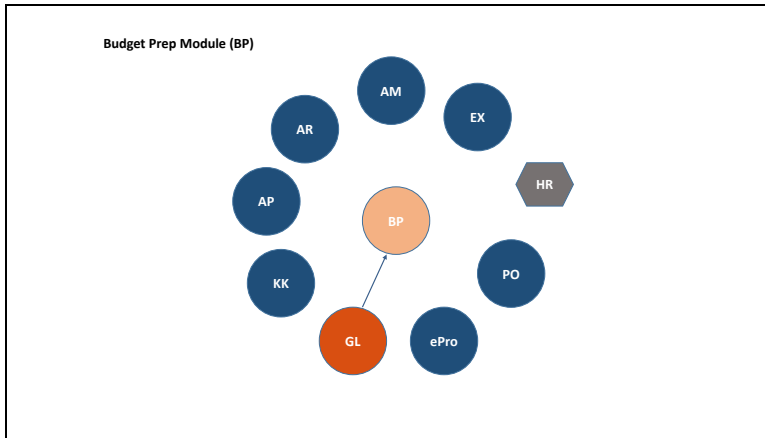 Budget Prep Module (BP)
AM
EX
AR
HR
AP
BP
PO
KK
GL
ePro